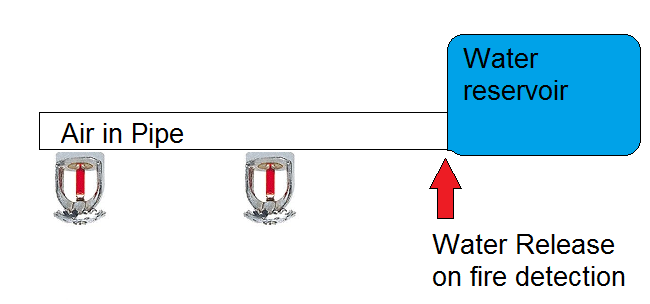 Water
reservoir
Air in Pipe
Water Release
on fire detection